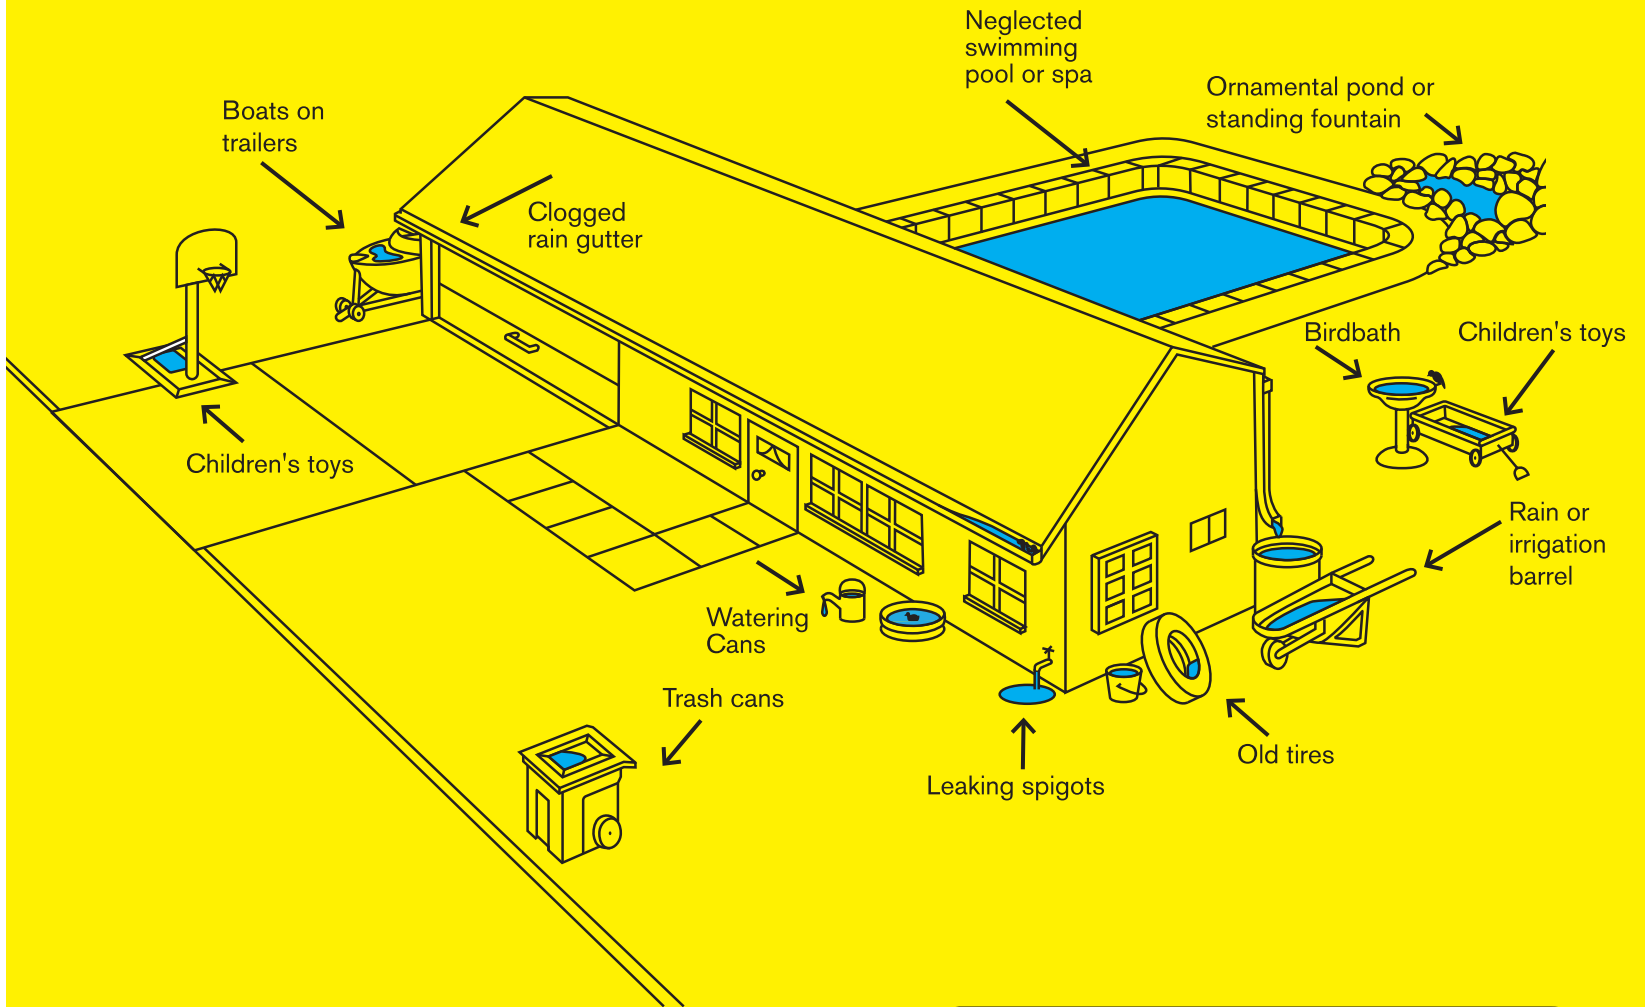 Neglected
swimming
pool or spa
Ornamental pond or
standing fountain
Boats on
trailers
Clogged
rain gutter
Birdbath
Children's toys
Children's toys
Rain or
irrigation
barrel
Watering
Cans
Trash cans
Old tires
Leaking spigots